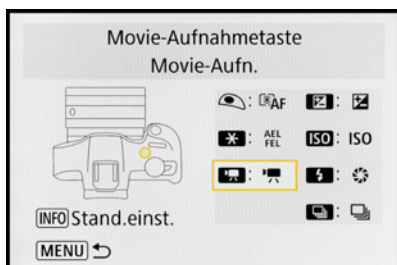 Movie-Aufnahmetaste
Movie-Aufn.
AF
AEL
FEL
ISO : ISO
INFO Stand.einst.
MENU